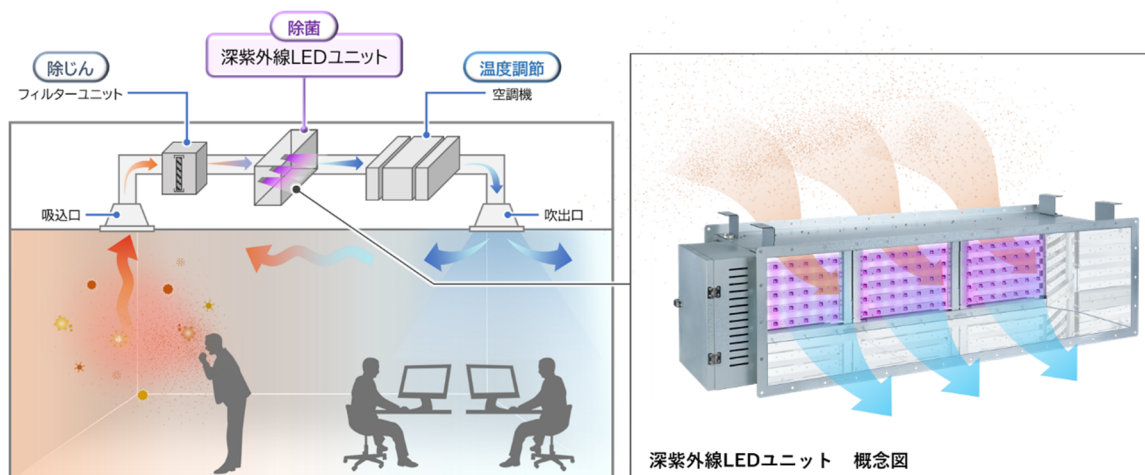 除菌
深紫外線LEDユニット
除じん
フィルターユニット
温度調節
空調機
吸込口
吹出口
深紫外線LEDユニット 概念図